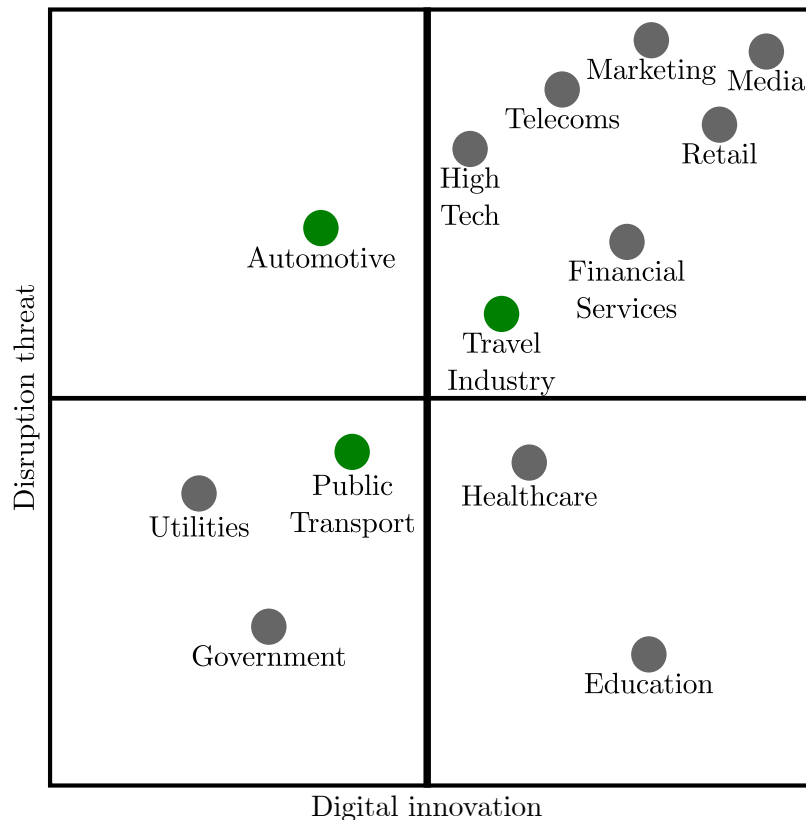 Marketing
Media
Telecoms
Retail
High
Tech
Automotive
Financial
Services
Travel
Industry
Disruption threat
Public
Transport
Healthcare
Utilities
Government
Education
Digital innovation